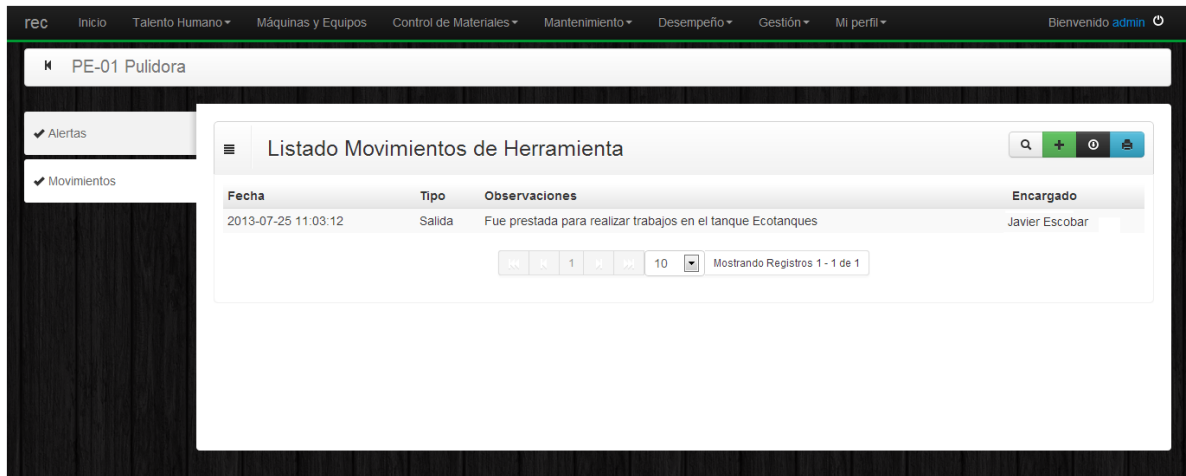 rec Inicio Talento Humano Máquinas y Equipos Control de Materiales Mantenimiento Desempeño Gestión Mi perfil Bienvenido admin
PE-01 Pulidora
Alertas
Movimientos
Listado Movimientos de Herramienta
Fecha Tipo Observaciones Encargado
2013-07-25 11:03:12 Salida Fue prestada para realizar trabajos en el tanque Ecotanques Javier Escobar
1 10 Mostrando Registros 1 - 1 de 1